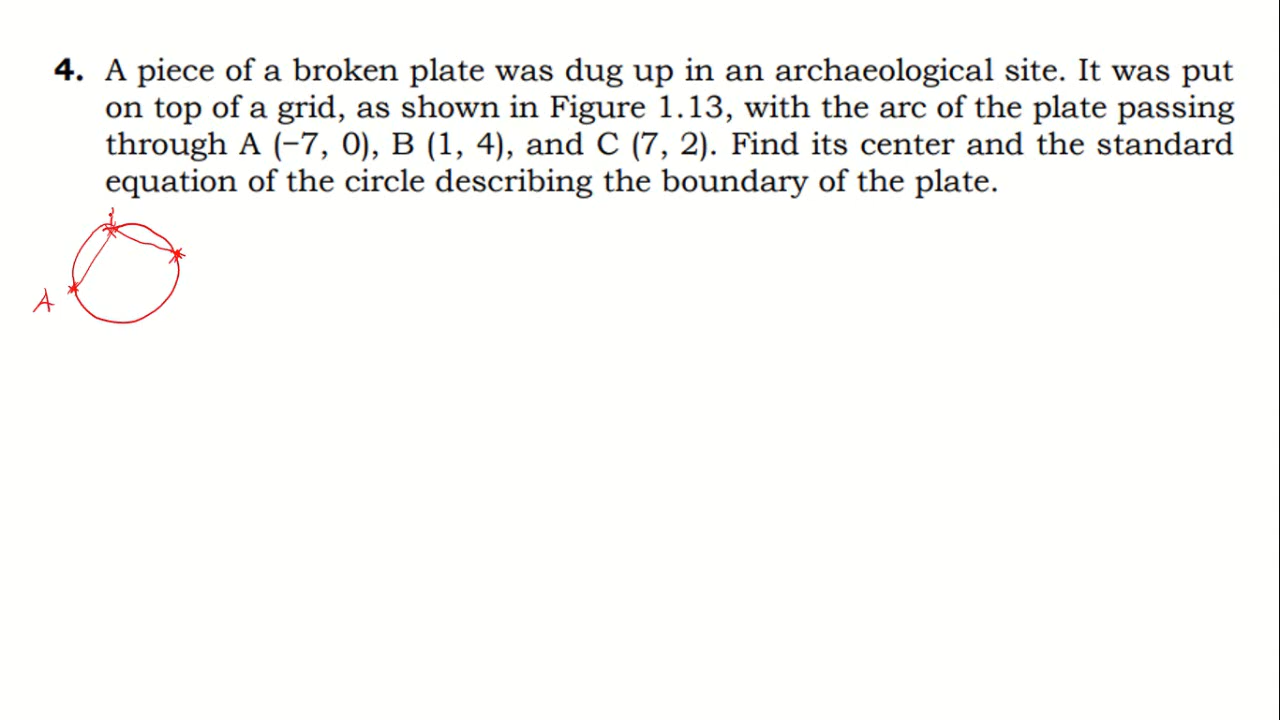 4. A piece of a broken plate was dug up in an archaeological site. It was put
on top of a grid, as shown in Figure 1.13, with the arc of the plate passing
through A (−7, 0), B (1, 4), and C (7, 2). Find its center and the standard
equation of the circle describing the boundary of the plate.
A